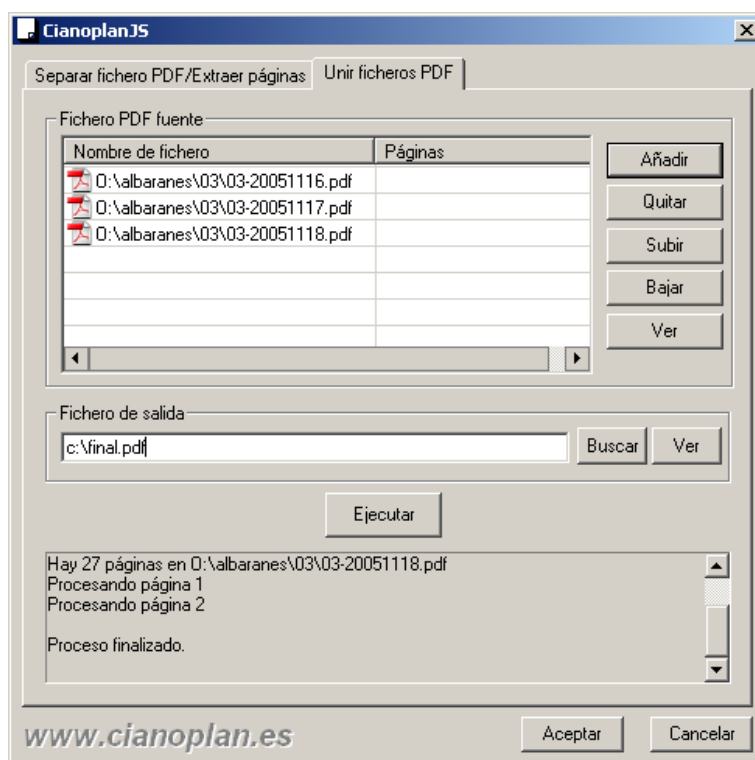 CianoplanJS
Separar fichero PDF/Extraer páginas
Unir ficheros PDF
Fichero PDF fuente
Nombre de fichero
Páginas
O:\albaranes\03\03-20051116.pdf
O:\albaranes\03\03-20051117.pdf
O:\albaranes\03\03-20051118.pdf
Añadir
Quitar
Subir
Bajar
Ver
Fichero de salida
c:\final.pdf
Buscar
Ver
Ejecutar
Hay 27 páginas en O:\albaranes\03\03-20051118.pdf
Procesando página 1
Procesando página 2
Proceso finalizado.
www.cianoplan.es
Aceptar
Cancelar